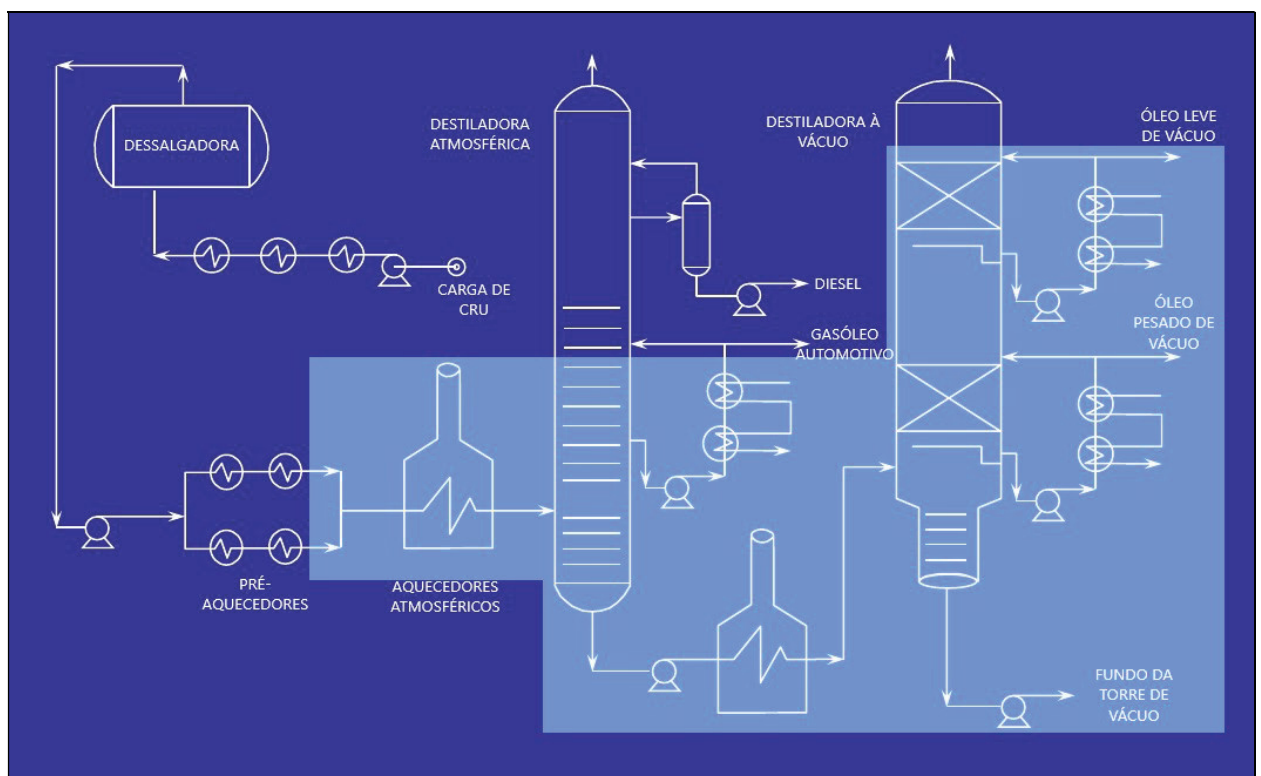 DESSALGADORA
CARGA DE
CRU
DESTILADORA
ATMOSFÉRICA
DIESEL
GASÓLEO
AUTOMOTIVO
DESTILADORA À
VÁCUO
ÓLEO LEVE
DE VÁCUO
ÓLEO
PESADO DE
VÁCUO
PRÉ-
AQUECEDORES
AQUECEDORES
ATMOSFÉRICOS
FUNDO DA
TORRE DE
VÁCUO